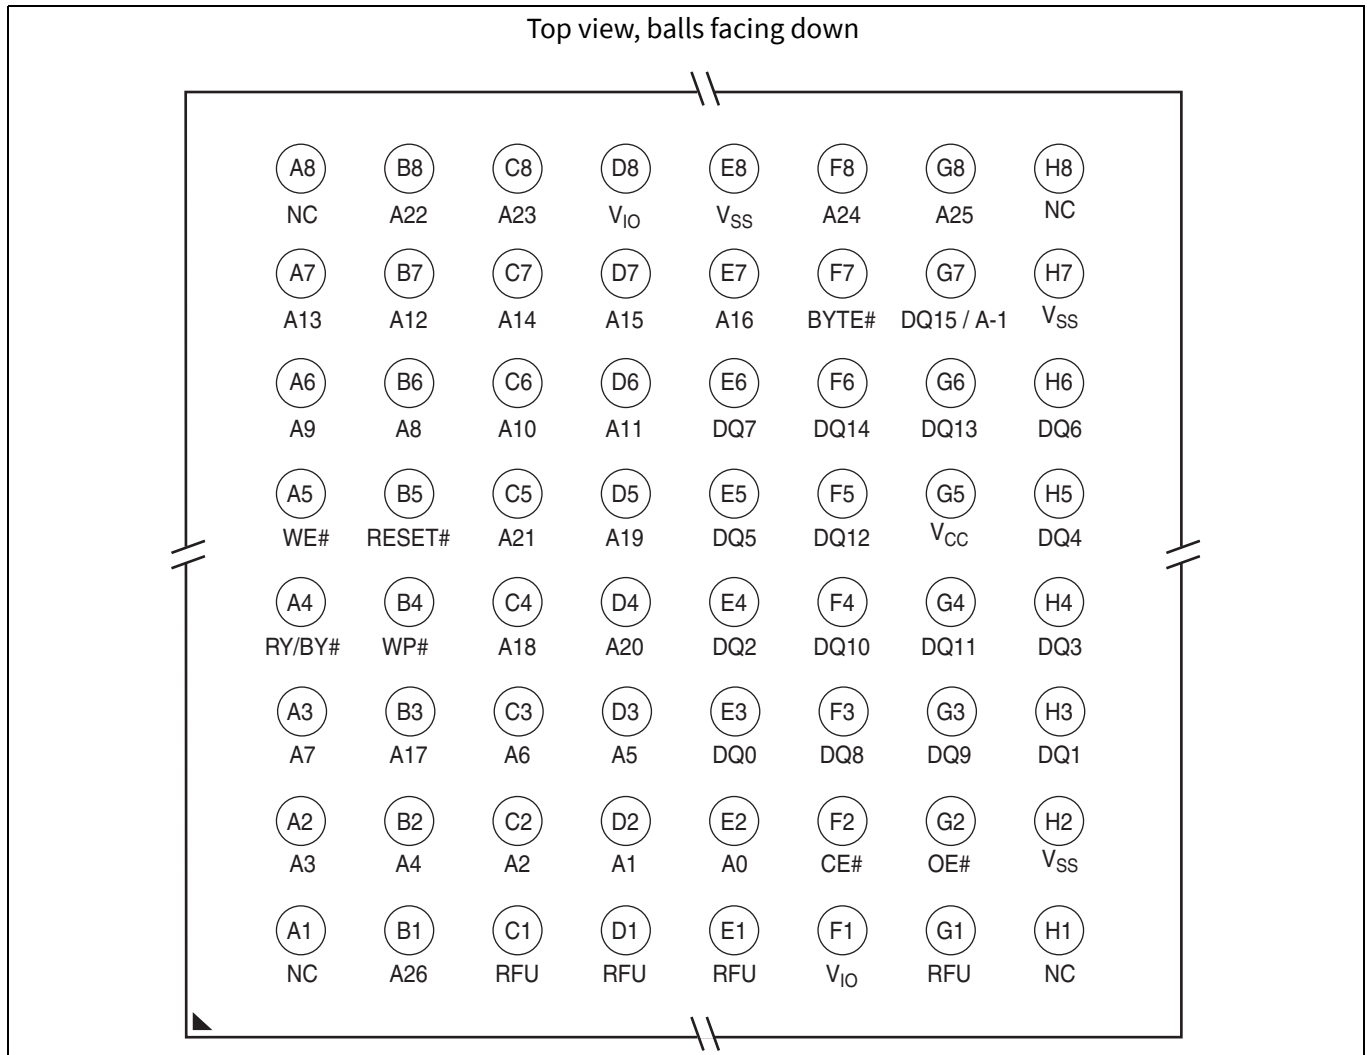 Top view, balls facing down
A8 B8 C8 D8 E8 F8 G8 H8
NC A22 A23 VIO VSS A24 A25 NC
A7 B7 C7 D7 E7 F7 G7 H7
A13 A12 A14 A15 A16 BYTE# DQ15 / A-1 VSS
A6 B6 C6 D6 E6 F6 G6 H6
A9 A8 A10 A11 DQ7 DQ14 DQ13 DQ6
A5 B5 C5 D5 E5 F5 G5 H5
WE# RESET# A21 A19 DQ5 DQ12 VCC DQ4
A4 B4 C4 D4 E4 F4 G4 H4
RY/BY# WP# A18 A20 DQ2 DQ10 DQ11 DQ3
A3 B3 C3 D3 E3 F3 G3 H3
A7 A17 A6 A5 DQ0 DQ8 DQ9 DQ1
A2 B2 C2 D2 E2 F2 G2 H2
A3 A4 A2 A1 A0 CE# OE# VSS
A1 B1 C1 D1 E1 F1 G1 H1
NC A26 RFU RFU RFU VIO RFU NC